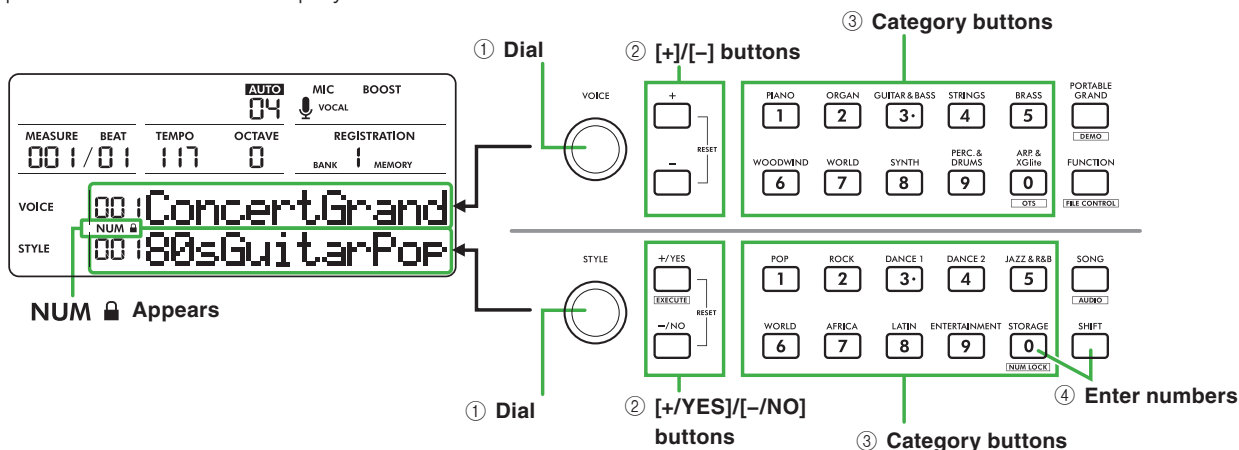 ③ Category buttons
① Dial
② [+]/[–] buttons
AUTO
04
MIC
BOOST
VOCAL
MEASURE
BEAT
TEMPO
OCTAVE
REGISTRATION
001/01
117
0
BANK
1
MEMORY
VOICE
001 ConcertGrand
NUM
STYLE
001 80sGuitarPop
NUM Appears
VOICE
+
–
RESET
PIANO
1
ORGAN
2
GUITAR & BASS
3·
STRINGS
4
BRASS
5
PORTABLE
GRAND
DEMO
WOODWIND
6
WORLD
7
SYNTH
8
PERC. &
DRUMS
9
ARP. &
XGlite
0
OTS
FUNCTION
FILE CONTROL
STYLE
+/YES
EXECUTE
RESET
–/NO
POP
1
ROCK
2
DANCE 1
3·
DANCE 2
4
JAZZ & R&B
5
SONG
AUDIO
WORLD
6
AFRICA
7
LATIN
8
ENTERTAINMENT
9
STORAGE
0
NUM LOCK
SHIFT
④ Enter numbers
① Dial
② [+/YES]/[–/NO]
buttons
③ Category buttons